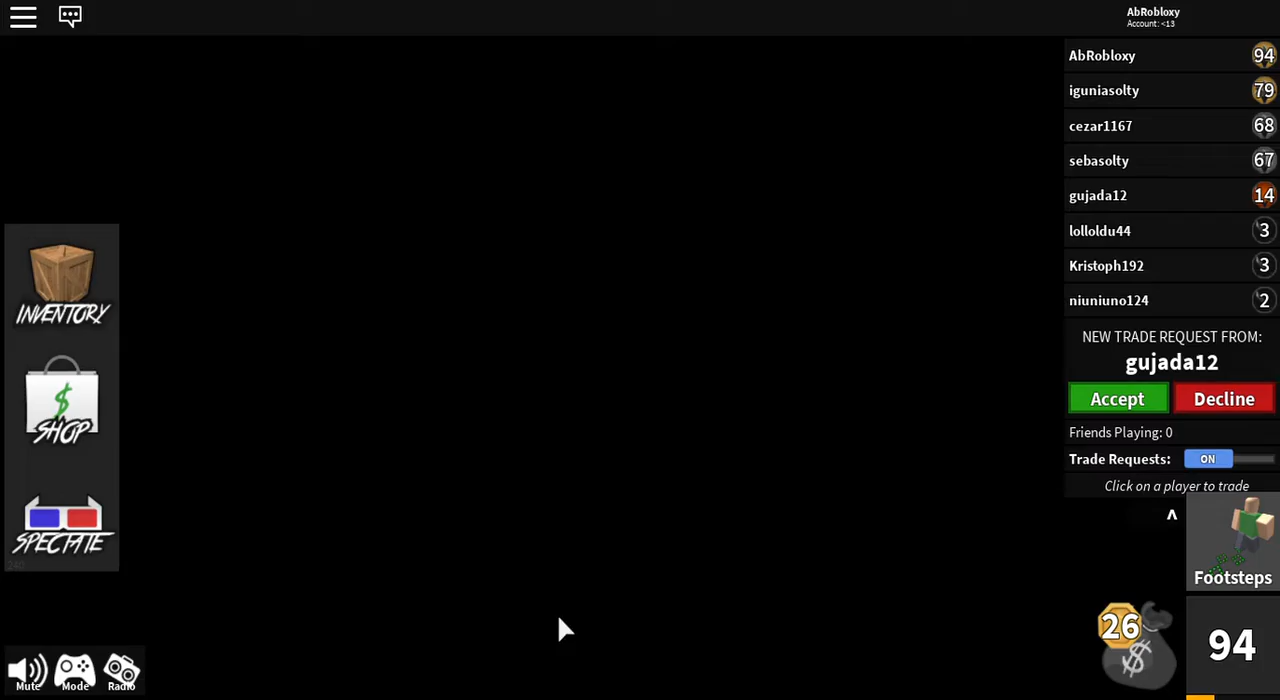 AbRobloxy
Account: <13
AbRobloxy 94
iguniasolty 79
cezar1167 68
sebasolty 67
gujada12 14
lolloldu44 3
Kristoph192 3
niuniuno124 2
NEW TRADE REQUEST FROM:
gujada12
Accept Decline
Friends Playing: 0
Trade Requests: ON
Click on a player to trade
^
Footsteps
26
$
94
INVENTORY
$
SHOP
SPECTATE
240
Mute Mode Radio